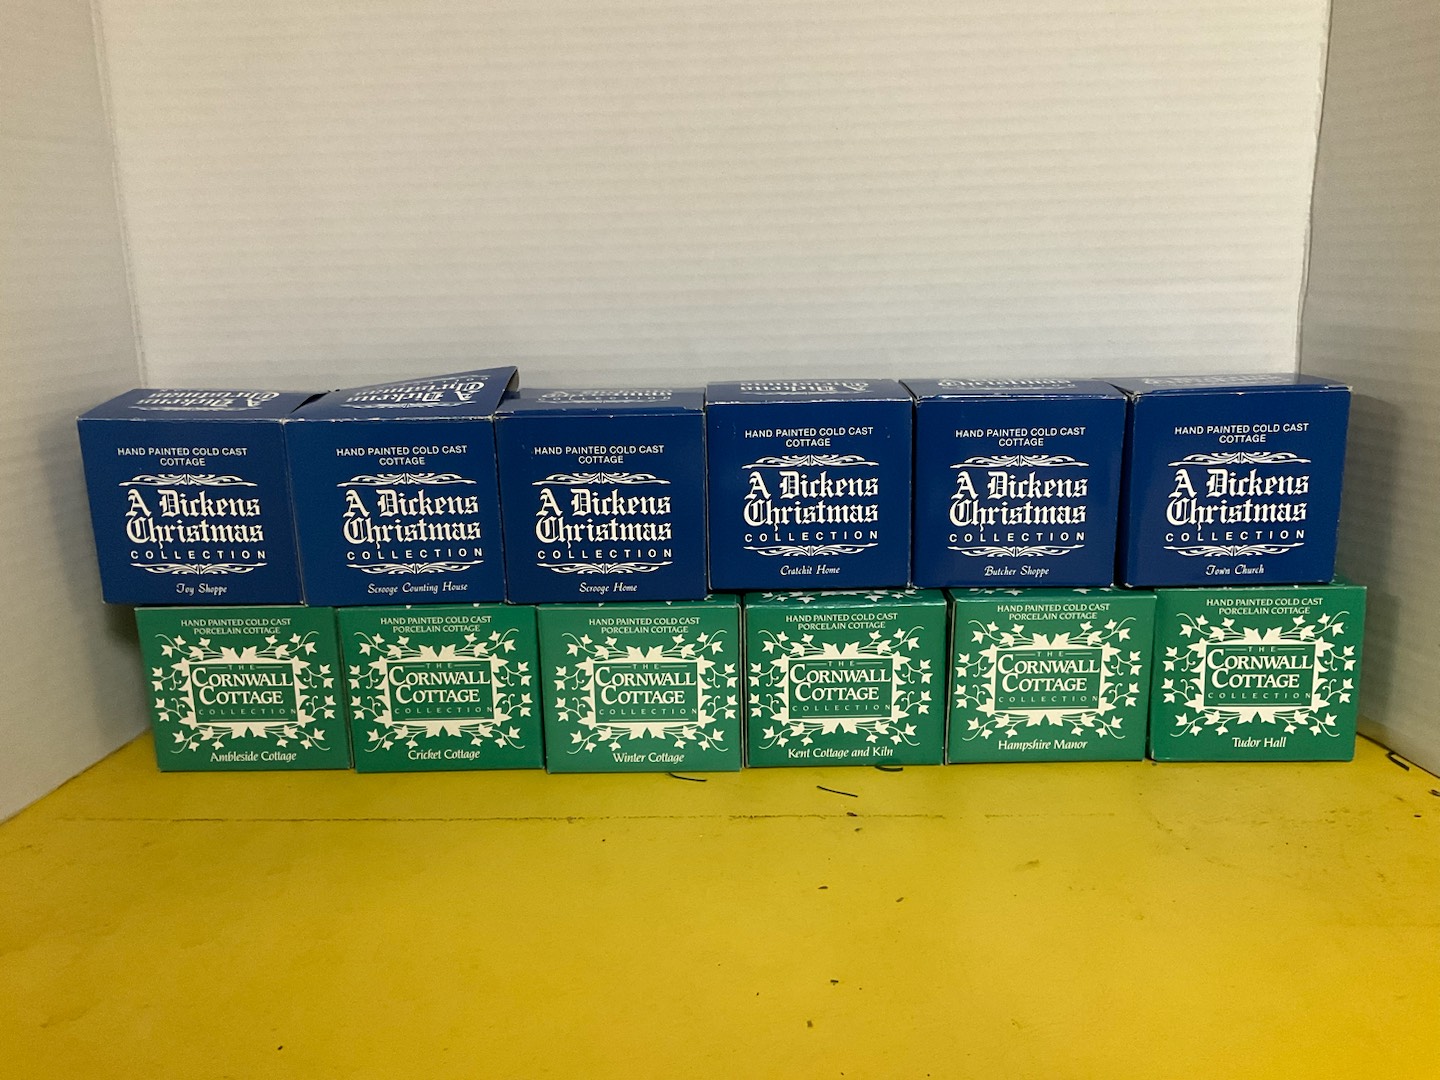 A Dickens
Christmas
A Dickens
Christmas
A Dickens
Christmas
HAND PAINTED COLD CAST
COTTAGE
A Dickens
Christmas
COLLECTION
Toy Shoppe
HAND PAINTED COLD CAST
COTTAGE
A Dickens
Christmas
COLLECTION
Scrooge Counting House
HAND PAINTED COLD CAST
COTTAGE
A Dickens
Christmas
COLLECTION
Scrooge Home
HAND PAINTED COLD CAST
COTTAGE
A Dickens
Christmas
COLLECTION
Cratchit Home
HAND PAINTED COLD CAST
COTTAGE
A Dickens
Christmas
COLLECTION
Butcher Shoppe
HAND PAINTED COLD CAST
COTTAGE
A Dickens
Christmas
COLLECTION
Town Church
HAND PAINTED COLD CAST
PORCELAIN COTTAGE
THE
CORNWALL
COTTAGE
COLLECTION
Ambleside Cottage
HAND PAINTED COLD CAST
PORCELAIN COTTAGE
THE
CORNWALL
COTTAGE
COLLECTION
Cricket Cottage
HAND PAINTED COLD CAST
PORCELAIN COTTAGE
THE
CORNWALL
COTTAGE
COLLECTION
Winter Cottage
HAND PAINTED COLD CAST
PORCELAIN COTTAGE
THE
CORNWALL
COTTAGE
COLLECTION
Kent Cottage and Kiln
HAND PAINTED COLD CAST
PORCELAIN COTTAGE
THE
CORNWALL
COTTAGE
COLLECTION
Hampshire Manor
HAND PAINTED COLD CAST
PORCELAIN COTTAGE
THE
CORNWALL
COTTAGE
COLLECTION
Tudor Hall